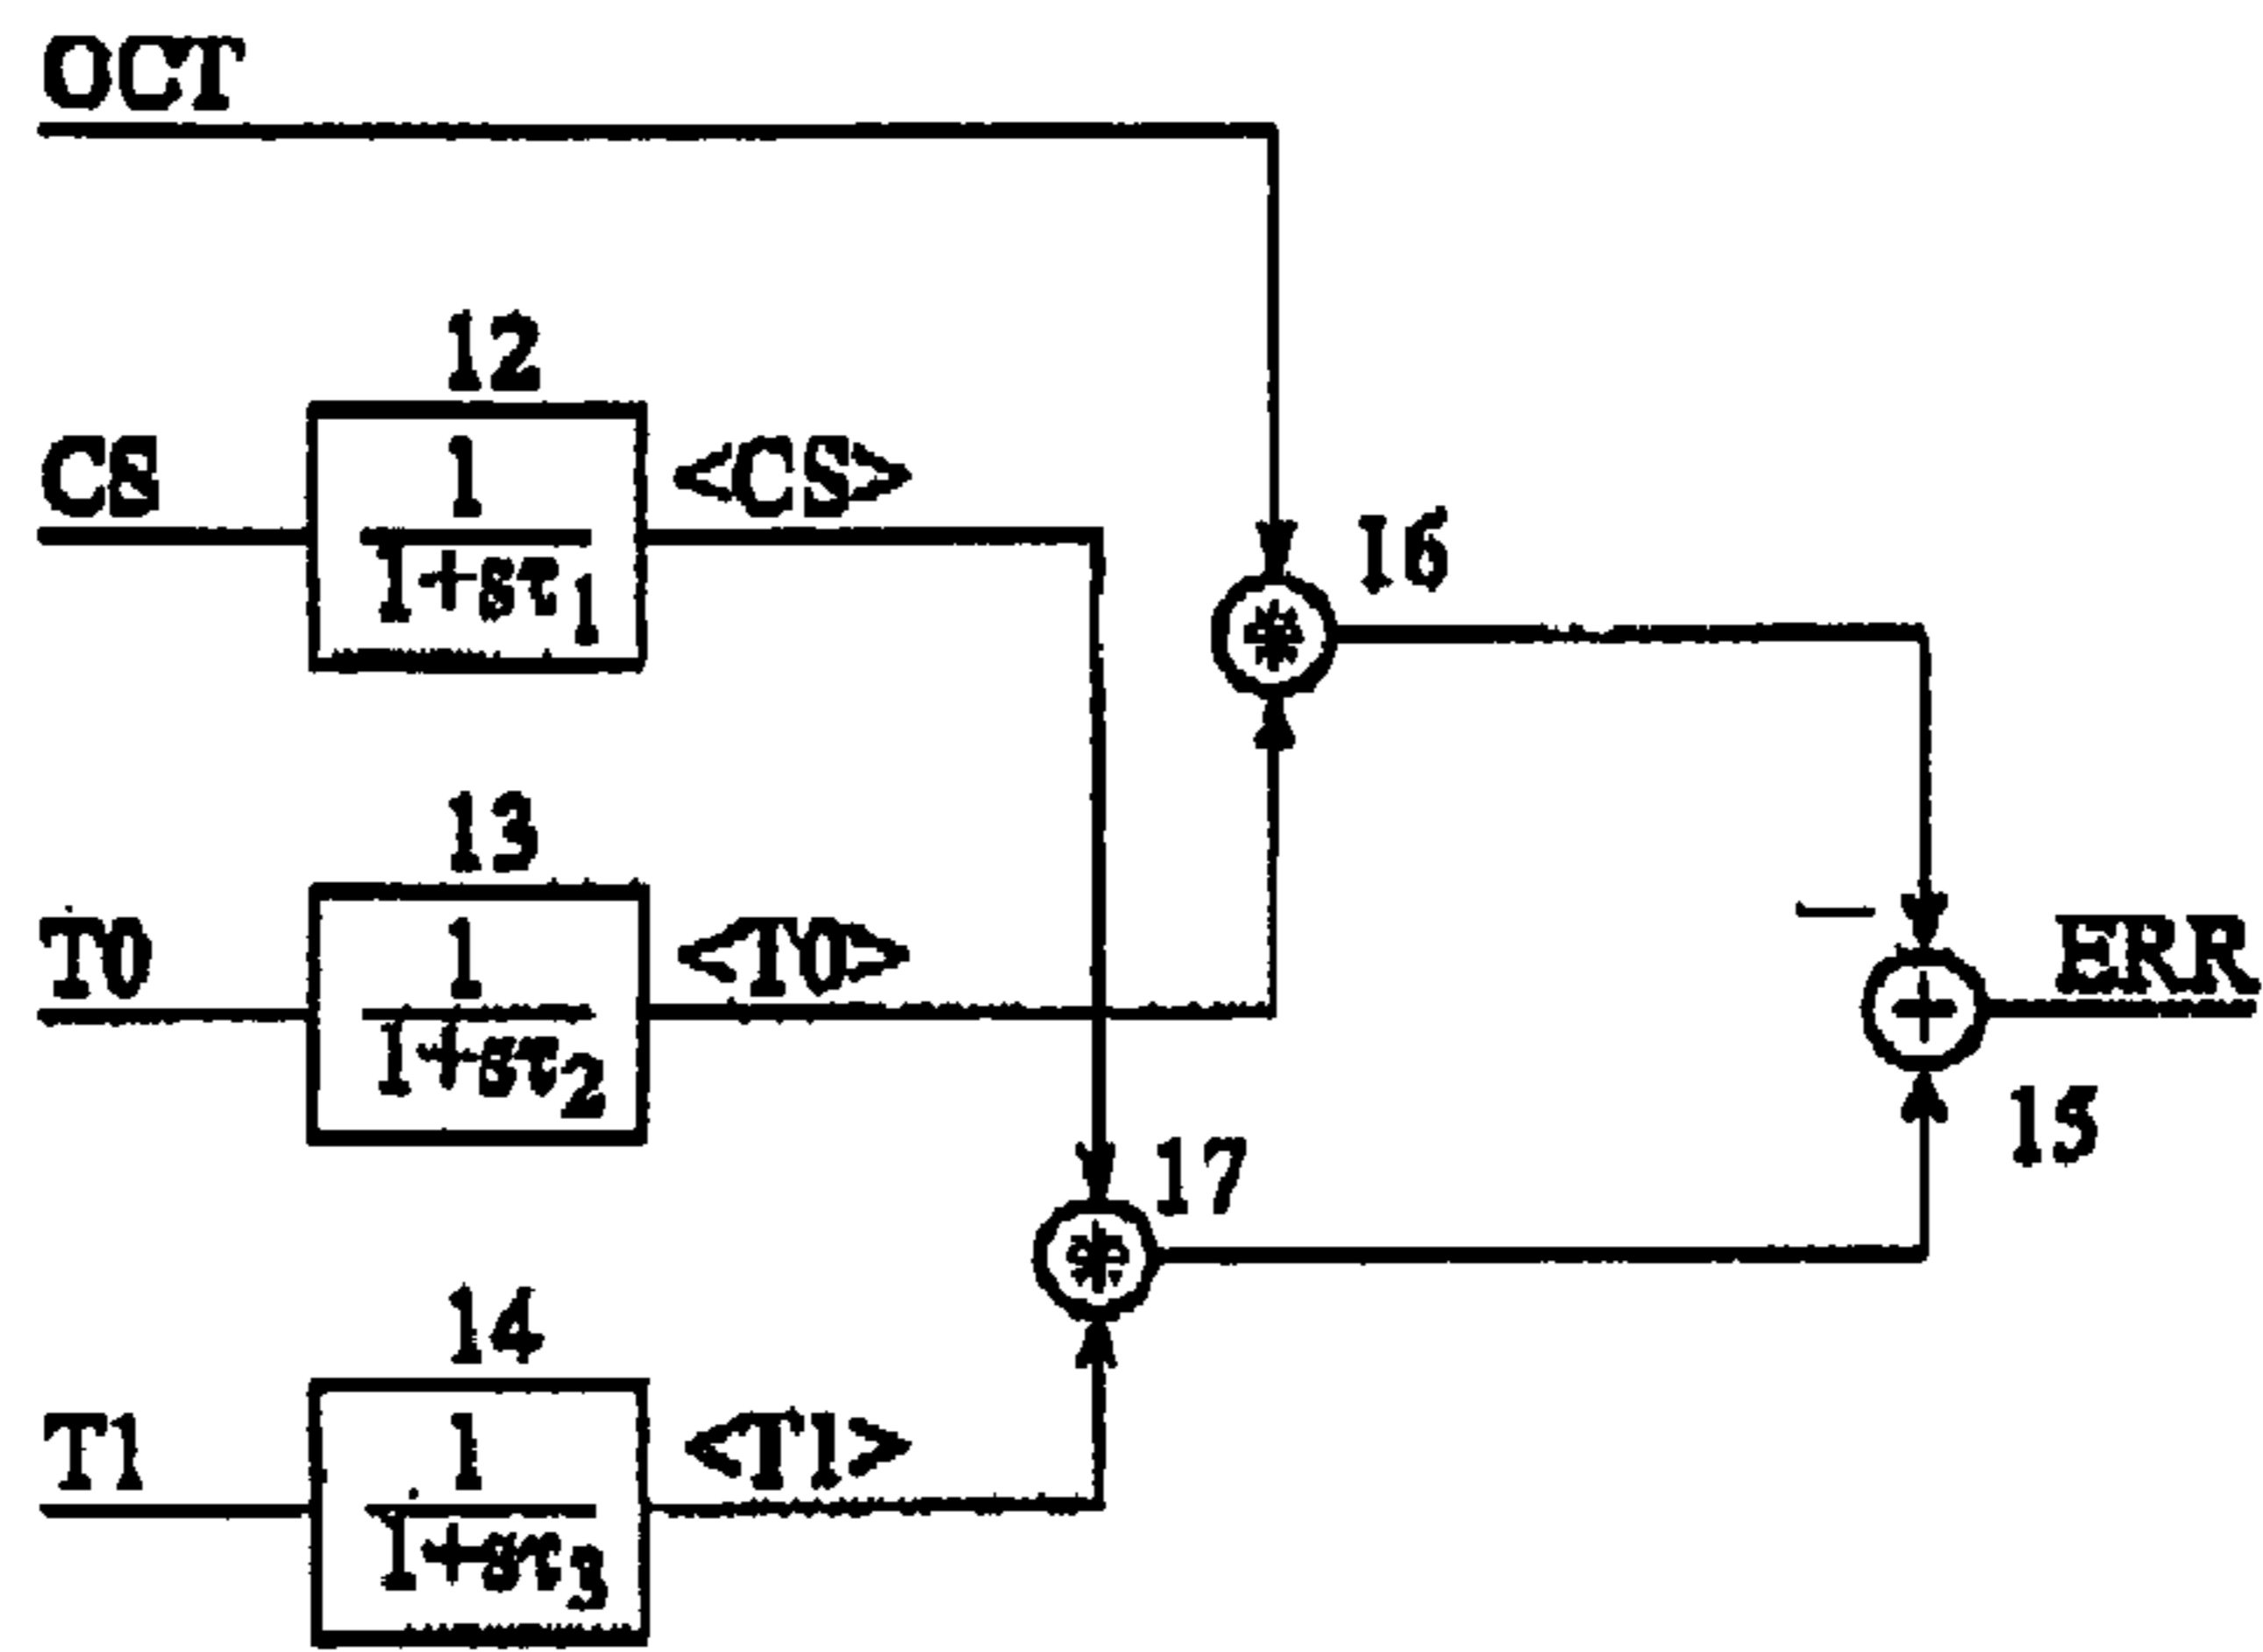 OCT
12
CS
1
1+sτ1
<CS>
16
*
13
T0
1
1+sτ2
<T0>
−
+
ERR
15
17
*
14
T1
1
1+sτ3
<T1>